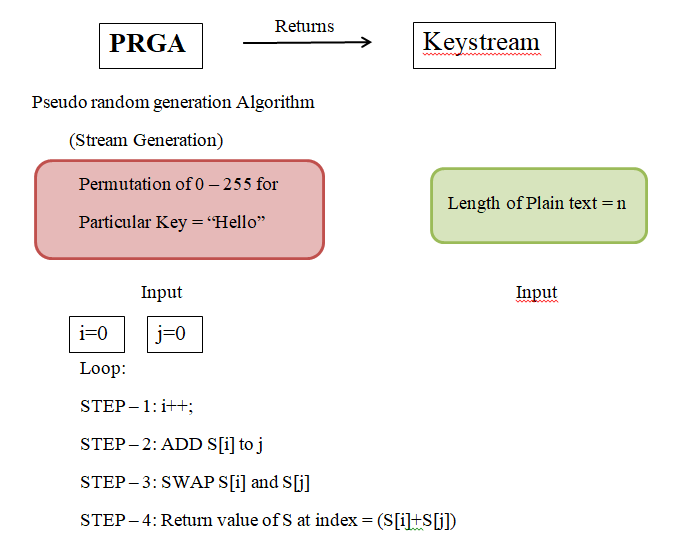 Returns
PRGA
Keystream
Pseudo random generation Algorithm
(Stream Generation)
Permutation of 0 – 255 for
Particular Key = “Hello”
Length of Plain text = n
Input
Input
i=0
j=0
Loop:
STEP – 1: i++;
STEP – 2: ADD S[i] to j
STEP – 3: SWAP S[i] and S[j]
STEP – 4: Return value of S at index = (S[i]+S[j])